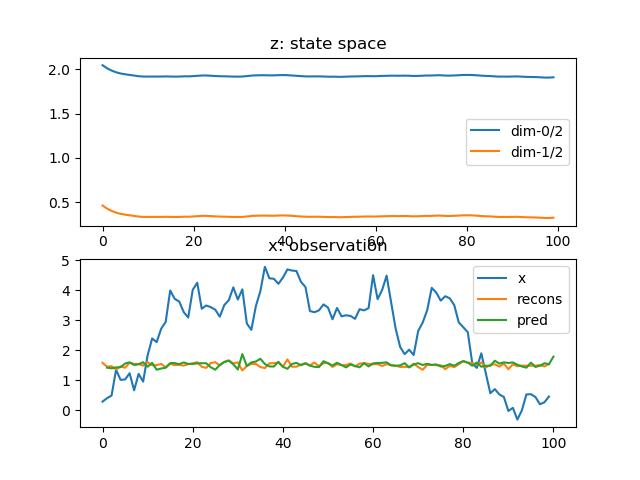 z: state space
2.0
1.5
1.0
0.5
dim-0/2
dim-1/2
0 20 40 60 80 100
x: observation
5
4
3
2
1
0
x
recons
pred
0 20 40 60 80 100